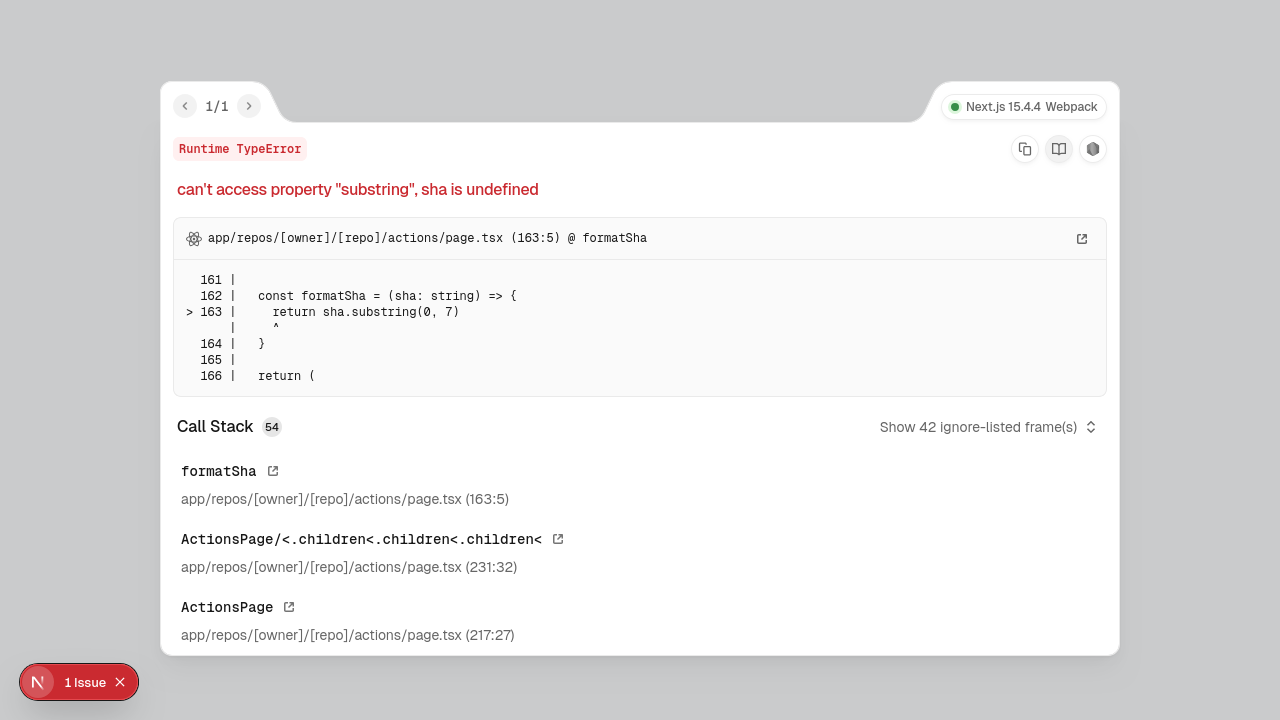 1/1
Next.js 15.4.4 Webpack
Runtime TypeError
can't access property "substring", sha is undefined
app/repos/[owner]/[repo]/actions/page.tsx (163:5) @ formatSha
161 |
162 |   const formatSha = (sha: string) => {
> 163 |     return sha.substring(0, 7)
|     ^
164 |   }
165 |
166 |   return (
Call Stack 54
Show 42 ignore-listed frame(s)
formatSha
app/repos/[owner]/[repo]/actions/page.tsx (163:5)
ActionsPage/<.children<.children<.children<
app/repos/[owner]/[repo]/actions/page.tsx (231:32)
ActionsPage
app/repos/[owner]/[repo]/actions/page.tsx (217:27)
1 Issue